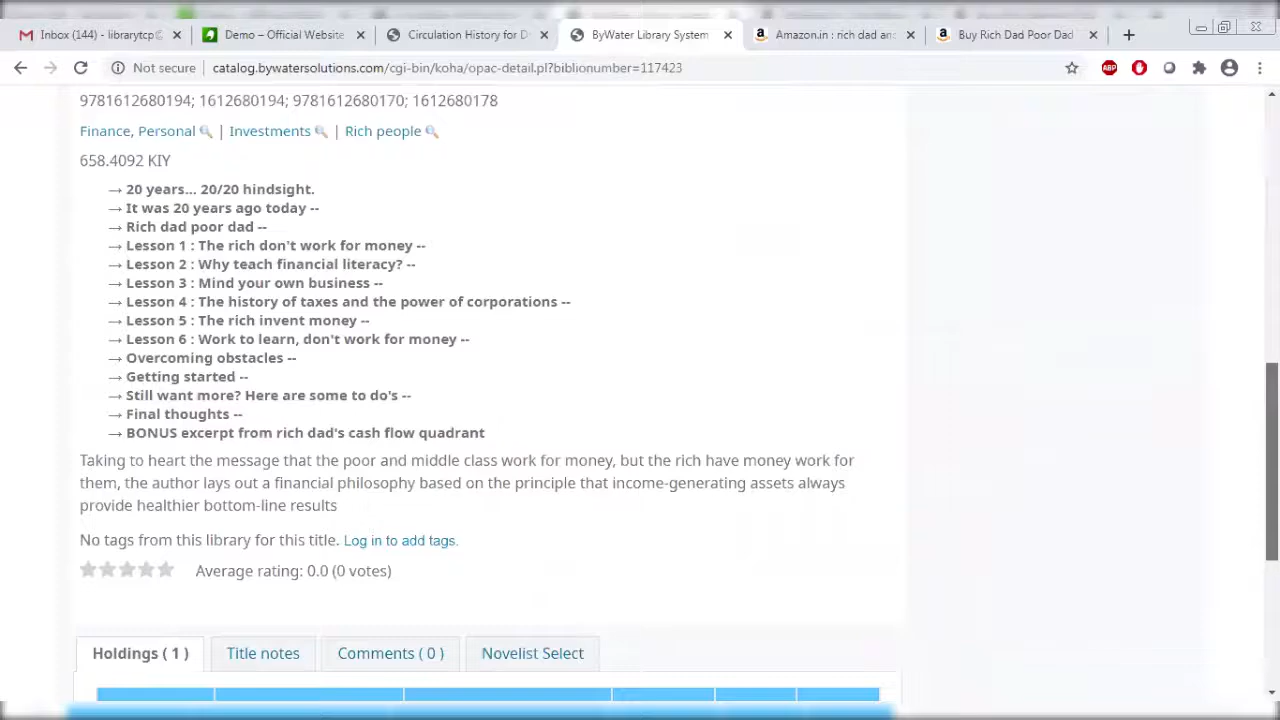 Inbox (144) - librarytcp@
Demo – Official Website
Circulation History for D
ByWater Library System
Amazon.in : rich dad an
Buy Rich Dad Poor Dad
Not secure
catalog.bywatersolutions.com/cgi-bin/koha/opac-detail.pl?biblionumber=117423
ABP
9781612680194; 1612680194; 9781612680170; 1612680178
Finance, Personal | Investments | Rich people
658.4092 KIY
→ 20 years... 20/20 hindsight.
→ It was 20 years ago today --
→ Rich dad poor dad --
→ Lesson 1 : The rich don't work for money --
→ Lesson 2 : Why teach financial literacy? --
→ Lesson 3 : Mind your own business --
→ Lesson 4 : The history of taxes and the power of corporations --
→ Lesson 5 : The rich invent money --
→ Lesson 6 : Work to learn, don't work for money --
→ Overcoming obstacles --
→ Getting started --
→ Still want more? Here are some to do's --
→ Final thoughts --
→ BONUS excerpt from rich dad's cash flow quadrant
Taking to heart the message that the poor and middle class work for money, but the rich have money work for
them, the author lays out a financial philosophy based on the principle that income-generating assets always
provide healthier bottom-line results
No tags from this library for this title. Log in to add tags.
Average rating: 0.0 (0 votes)
Holdings ( 1 )
Title notes
Comments ( 0 )
Novelist Select